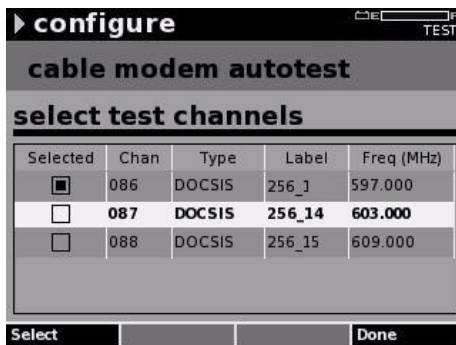 configure
E F
TEST
cable modem autotest
select test channels
Selected Chan Type Label Freq (MHz)
086 DOCSIS 256_1 597.000
087 DOCSIS 256_14 603.000
088 DOCSIS 256_15 609.000
Select Done